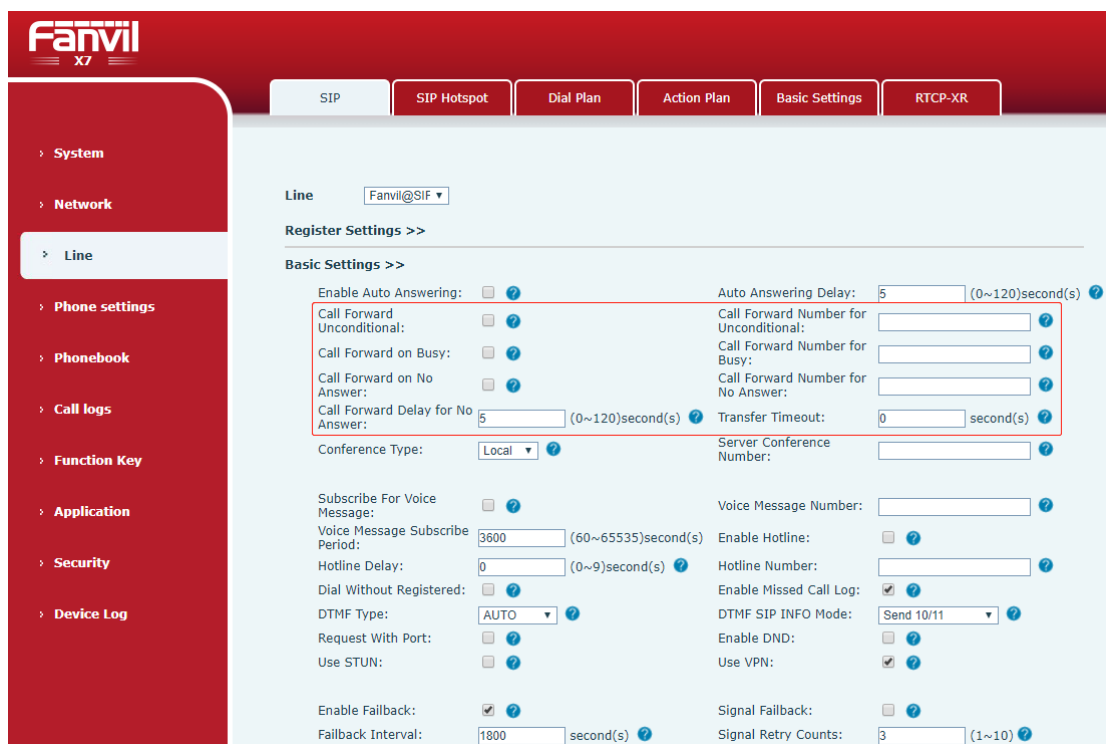 Fanvil
X7
SIP
SIP Hotspot
Dial Plan
Action Plan
Basic Settings
RTCP-XR
› System
› Network
› Line
› Phone settings
› Phonebook
› Call logs
› Function Key
› Application
› Security
› Device Log
Line Fanvil@SIF
Register Settings >>
Basic Settings >>
Enable Auto Answering: ? Auto Answering Delay: 5 (0~120)second(s) ?
Call Forward
Unconditional: ?
Call Forward Number for
Unconditional: ?
Call Forward on Busy: ?
Call Forward Number for
Busy: ?
Call Forward on No
Answer: ?
Call Forward Number for
No Answer: ?
Call Forward Delay for No
Answer: 5 (0~120)second(s) ?
Transfer Timeout: 0 second(s) ?
Conference Type: Local ?
Server Conference
Number: ?
Subscribe For Voice
Message: ?
Voice Message Number: ?
Voice Message Subscribe
Period: 3600 (60~65535)second(s)
Enable Hotline: ?
Hotline Delay: 0 (0~9)second(s) ? Hotline Number: ?
Dial Without Registered: ? Enable Missed Call Log: ?
DTMF Type: AUTO ? DTMF SIP INFO Mode: Send 10/11 ?
Request With Port: ? Enable DND: ?
Use STUN: ? Use VPN: ?
Enable Failback: ? Signal Failback: ?
Failback Interval: 1800 second(s) ? Signal Retry Counts: 3 (1~10) ?